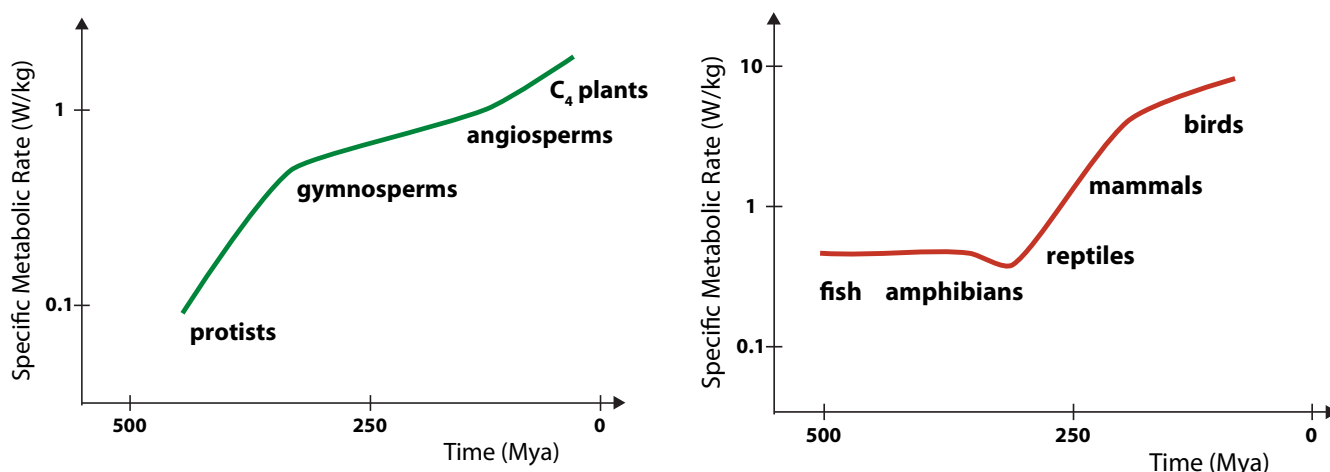 Specific Metabolic Rate (W/kg)
1
0.1
C₄ plants
angiosperms
gymnosperms
protists
500
250
0
Time (Mya)
Specific Metabolic Rate (W/kg)
10
1
0.1
birds
mammals
reptiles
fish amphibians
500
250
0
Time (Mya)